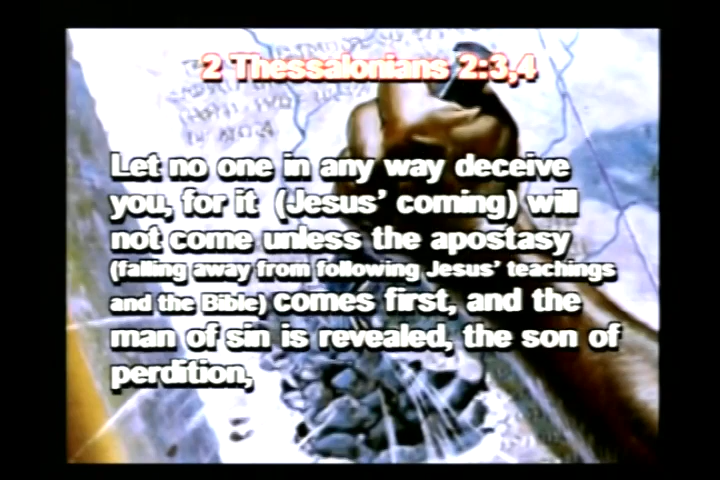 2 Thessalonians 2:3,4
Let no one in any way deceive
you, for it (Jesus' coming) will
not come unless the apostasy
(falling away from following Jesus' teachings
and the Bible) comes first, and the
man of sin is revealed, the son of
perdition,